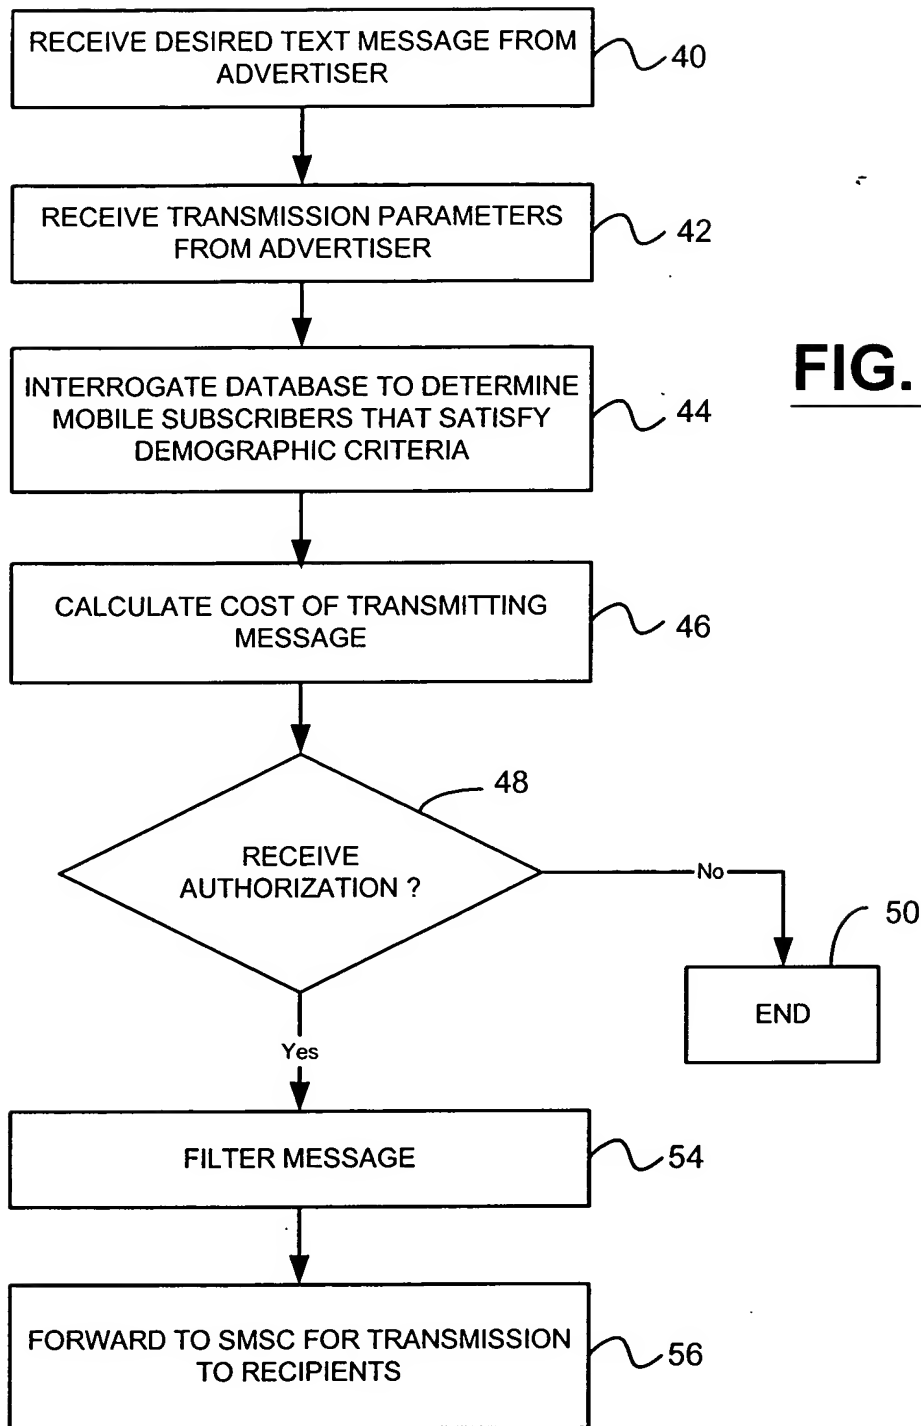 RECEIVE DESIRED TEXT MESSAGE FROM
ADVERTISER
40
RECEIVE TRANSMISSION PARAMETERS
FROM ADVERTISER
42
FIG.
INTERROGATE DATABASE TO DETERMINE
MOBILE SUBSCRIBERS THAT SATISFY
DEMOGRAPHIC CRITERIA
44
CALCULATE COST OF TRANSMITTING
MESSAGE
46
48
RECEIVE
AUTHORIZATION ?
No
50
END
Yes
FILTER MESSAGE
54
FORWARD TO SMSC FOR TRANSMISSION
TO RECIPIENTS
56